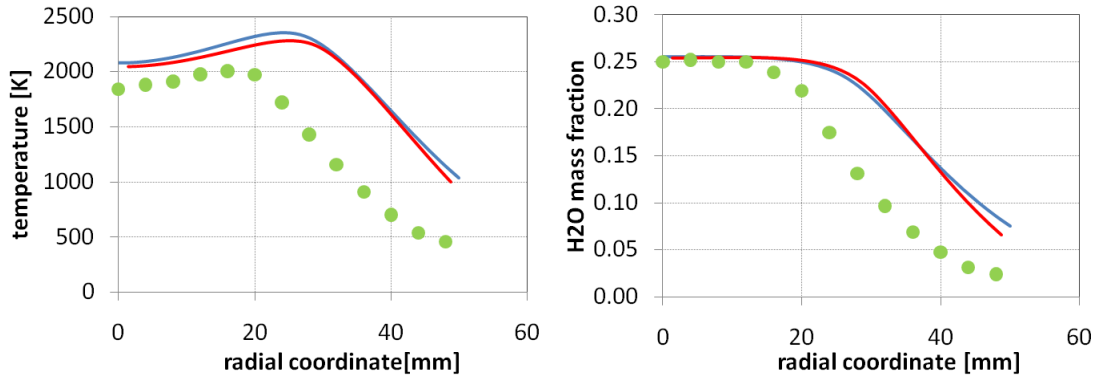 temperature [K]
2500
2000
1500
1000
500
0
0 20 40 60
radial coordinate[mm]
H2O mass fraction
0.30
0.25
0.20
0.15
0.10
0.05
0.00
0 20 40 60
radial coordinate [mm]